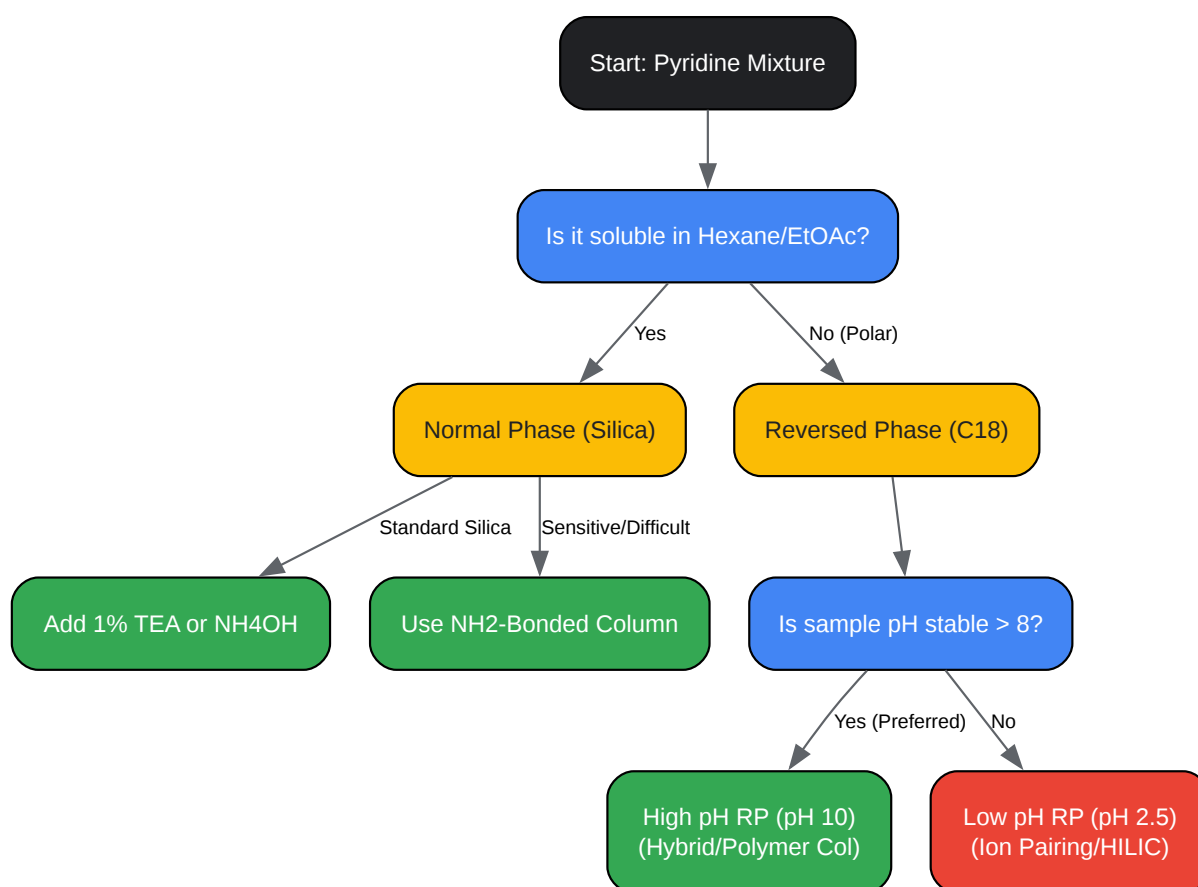 Start: Pyridine Mixture
Is it soluble in Hexane/EtOAc?
Yes
No (Polar)
Normal Phase (Silica)
Reversed Phase (C18)
Standard Silica
Sensitive/Difficult
Add 1% TEA or NH4OH
Use NH2-Bonded Column
Is sample pH stable > 8?
Yes (Preferred)
No
High pH RP (pH 10)
(Hybrid/Polymer Col)
Low pH RP (pH 2.5)
(Ion Pairing/HILIC)